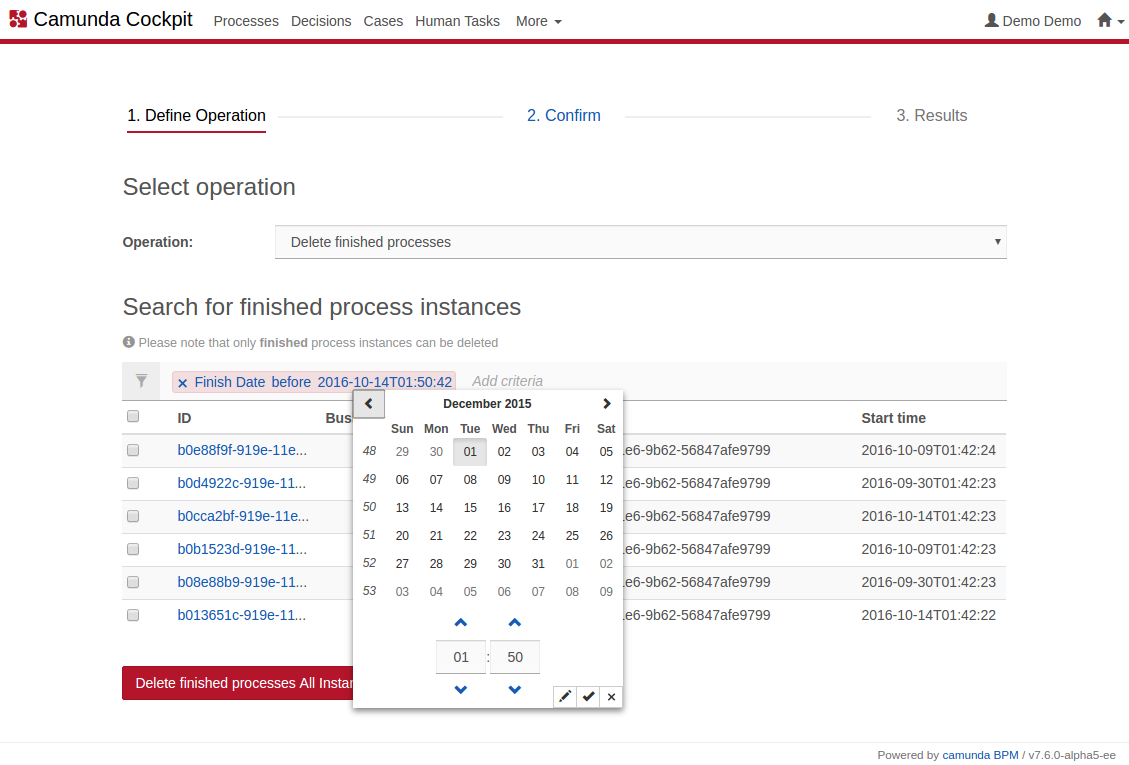 Camunda Cockpit Processes Decisions Cases Human Tasks More Demo Demo
1. Define Operation 2. Confirm 3. Results
Select operation
Operation: Delete finished processes
Search for finished process instances
Please note that only finished process instances can be deleted
Finish Date before 2016-10-14T01:50:42 Add criteria
ID Bus Start time
b0e88f9f-919e-11e... 1e6-9b62-56847afe9799 2016-10-09T01:42:24
b0d4922c-919e-11... 1e6-9b62-56847afe9799 2016-09-30T01:42:23
b0cca2bf-919e-11e... 1e6-9b62-56847afe9799 2016-10-14T01:42:23
b0b1523d-919e-11... 1e6-9b62-56847afe9799 2016-10-09T01:42:23
b08e88b9-919e-11... 1e6-9b62-56847afe9799 2016-09-30T01:42:23
b013651c-919e-11... 1e6-9b62-56847afe9799 2016-10-14T01:42:22
December 2015
Sun Mon Tue Wed Thu Fri Sat
48 29 30 01 02 03 04 05
49 06 07 08 09 10 11 12
50 13 14 15 16 17 18 19
51 20 21 22 23 24 25 26
52 27 28 29 30 31 01 02
53 03 04 05 06 07 08 09
01 : 50
Delete finished processes All Instan
Powered by camunda BPM / v7.6.0-alpha5-ee